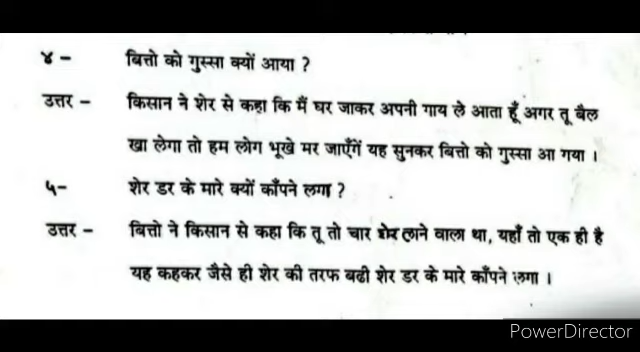 ४ - बित्तो को गुस्सा क्यों आया ?
उत्तर - किसान ने शेर से कहा कि मैं घर जाकर अपनी गाय ले आता हूँ अगर तू बैल
खा लेगा तो हम लोग भूखे मर जाएँगें यह सुनकर बित्तो को गुस्सा आ गया ।
५- शेर डर के मारे क्यों काँपने लगा ?
उत्तर - बित्तो ने किसान से कहा कि तू तो चार शेर लाने वाला था, यहाँ तो एक ही है
यह कहकर जैसे ही शेर की तरफ बढी शेर डर के मारे काँपने लगा ।
PowerDirector